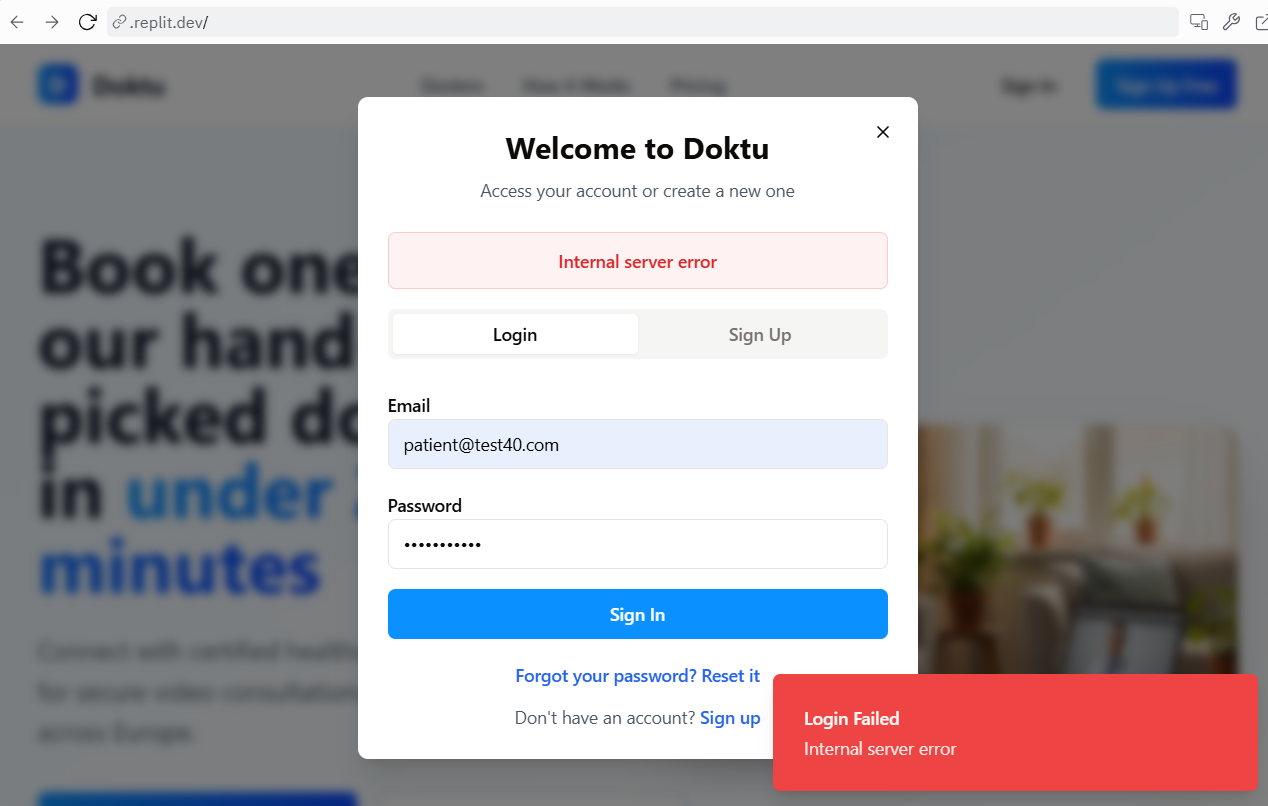 .replit.dev/
Doktu
Doctors
How It Works
Pricing
Sign In
Sign Up Free
Welcome to Doktu
Access your account or create a new one
Internal server error
Login
Sign Up
Email
patient@test40.com
Password
•••••••••••
Sign In
Forgot your password? Reset it
Don't have an account? Sign up
Book one
our hand
picked do
in under
minutes
Connect with certified
for secure video consultation
across Europe.
Login Failed
Internal server error